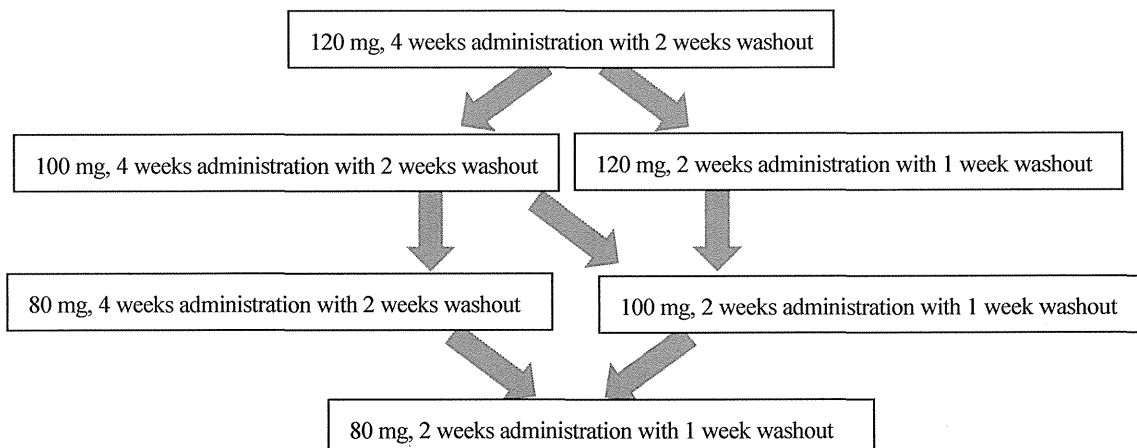 120 mg, 4 weeks administration with 2 weeks washout
100 mg, 4 weeks administration with 2 weeks washout
120 mg, 2 weeks administration with 1 week washout
80 mg, 4 weeks administration with 2 weeks washout
100 mg, 2 weeks administration with 1 week washout
80 mg, 2 weeks administration with 1 week washout